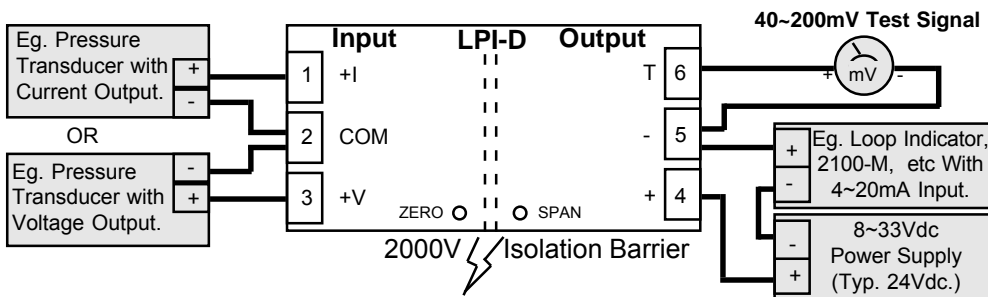 40~200mV Test Signal
Input LPI-D Output
Eg. Pressure
Transducer with
Current Output.
+
-
1 +I
T 6
+ mV -
OR
2 COM
- 5
Eg. Pressure
Transducer with
Voltage Output.
-
+
3 +V
+ 4
Eg. Loop Indicator,
2100-M, etc With
4~20mA Input.
+
-
ZERO SPAN
2000V Isolation Barrier
8~33Vdc
Power Supply
(Typ. 24Vdc.)
-
+